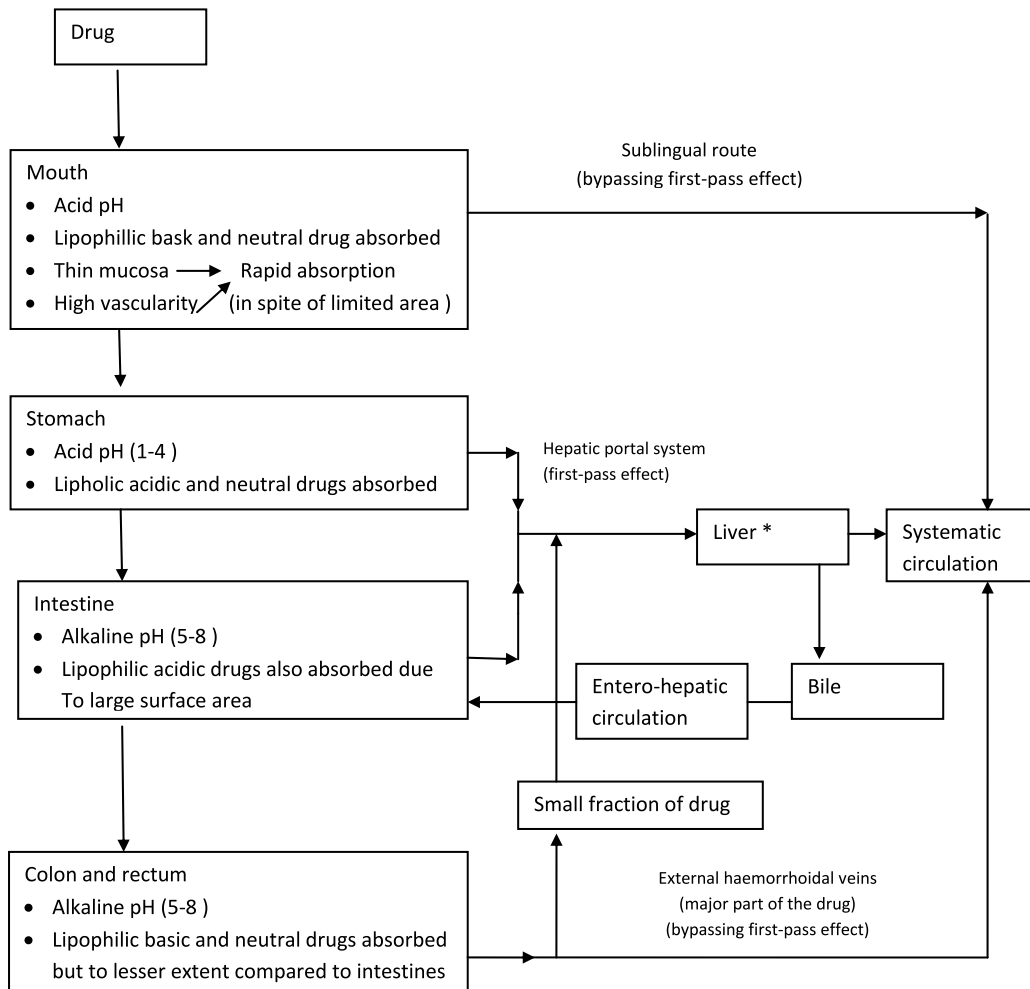 Drug
Mouth
• Acid pH
• Lipophillic bask and neutral drug absorbed
• Thin mucosa Rapid absorption
• High vascularity (in spite of limited area )
Sublingual route
(bypassing first-pass effect)
Stomach
• Acid pH (1-4 )
• Lipholic acidic and neutral drugs absorbed
Hepatic portal system
(first-pass effect)
Liver *
Systematic
circulation
Intestine
• Alkaline pH (5-8 )
• Lipophilic acidic drugs also absorbed due
To large surface area
Entero-hepatic
circulation
Bile
Small fraction of drug
Colon and rectum
• Alkaline pH (5-8 )
• Lipophilic basic and neutral drugs absorbed
but to lesser extent compared to intestines
External haemorrhoidal veins
(major part of the drug)
(bypassing first-pass effect)